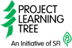 PROJECT
LEARNING
TREE
An Initiative of SFI